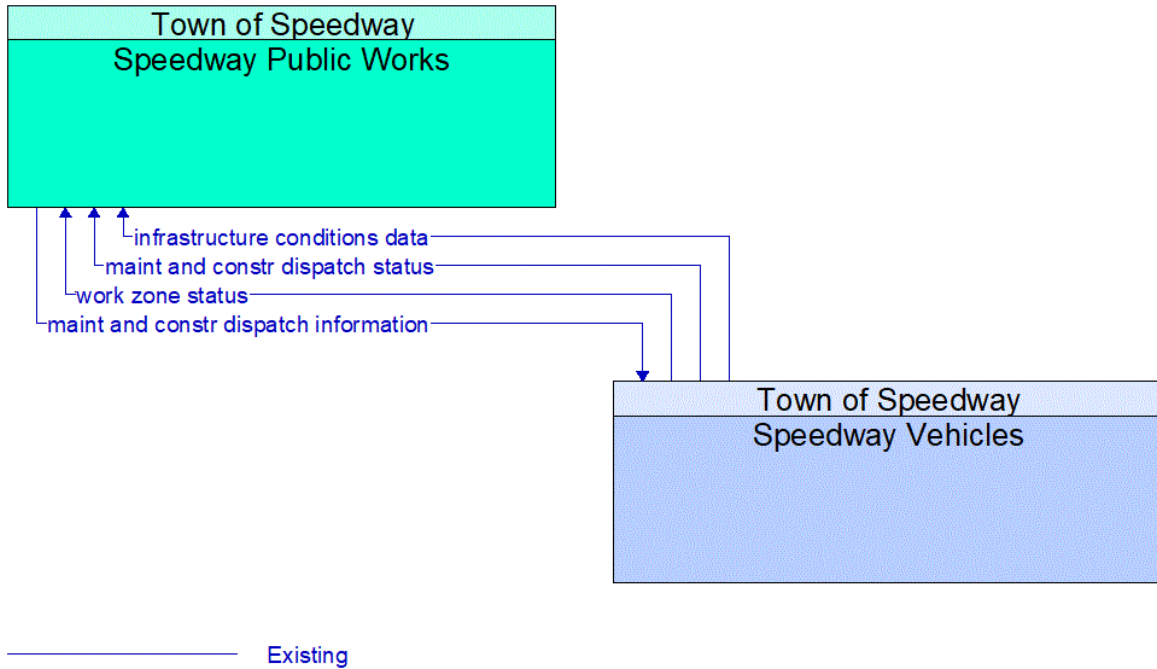 Town of Speedway
Speedway Public Works
infrastructure conditions data
maint and constr dispatch status
work zone status
maint and constr dispatch information
Town of Speedway
Speedway Vehicles
Existing